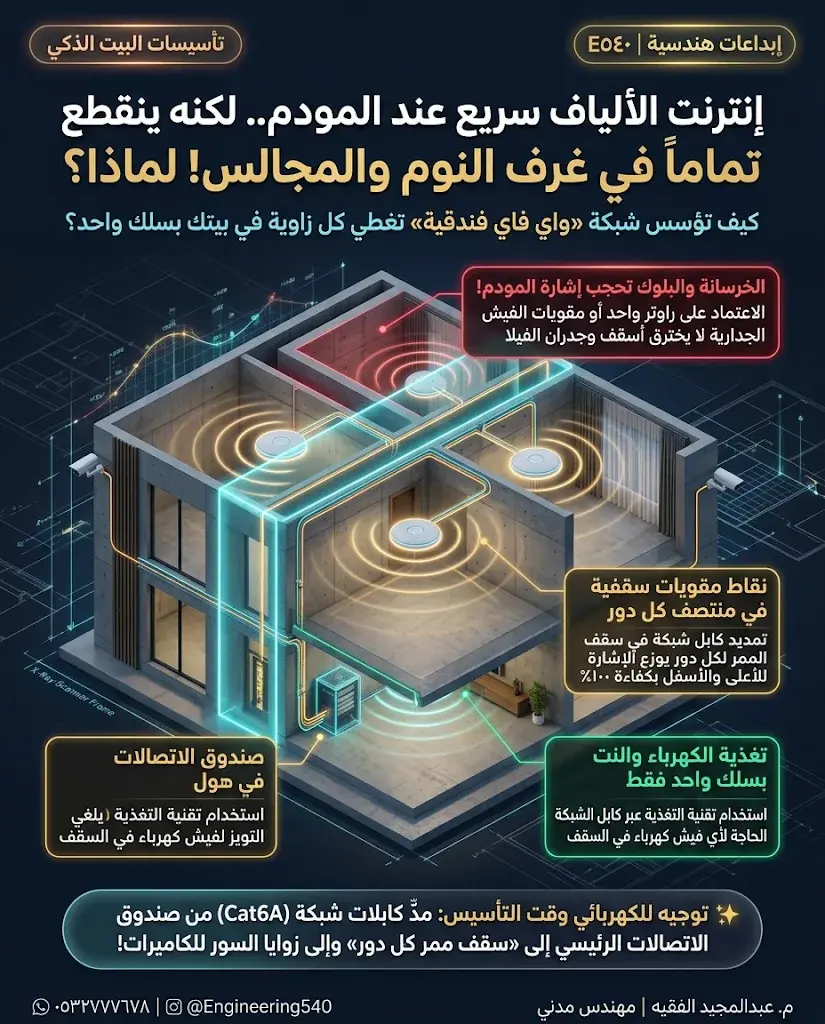 إبداعات هندسية | E٥٤٠
تأسيسات البيت الذكي
إنترنت الألياف سريع عند المودم.. لكنه ينقطع
تماماً في غرف النوم والمجالس! لماذا؟
كيف تؤسس شبكة «واي فاي فندقية» تغطي كل زاوية في بيتك بسلك واحد؟
الخرسانة والبلوك تحجب إشارة المودم!
الاعتماد على راوتر واحد أو مقويات الفيش
الجدارية لا يخترق أسقف وجدران الفيلا
نقاط مقويات سقفية
في منتصف كل دور
تمديد كابل شبكة في سقف
الممر لكل دور يوزع الإشارة
للأعلى والأسفل بكفاءة ١٠٠%
X-Ray-Scanner Frame
صندوق الاتصالات
في هول
استخدام تقنية التغذية (يلغي
التويز لفيش كهرباء في السقف
تغذية الكهرباء والنت
بسلك واحد فقط
استخدام تقنية التغذية عبر كابل الشبكة
الحاجة لأي فيش كهرباء في السقف
توجيه للكهربائي وقت التأسيس: مدّ كابلات شبكة (Cat6A) من صندوق
الاتصالات الرئيسي إلى «سقف ممر كل دور» وإلى زوايا السور للكاميرات!
م. عبدالمجيد الفقيه | مهندس مدني
@Engineering540 | ٠٥٣٢٧٧٧٦٧٨